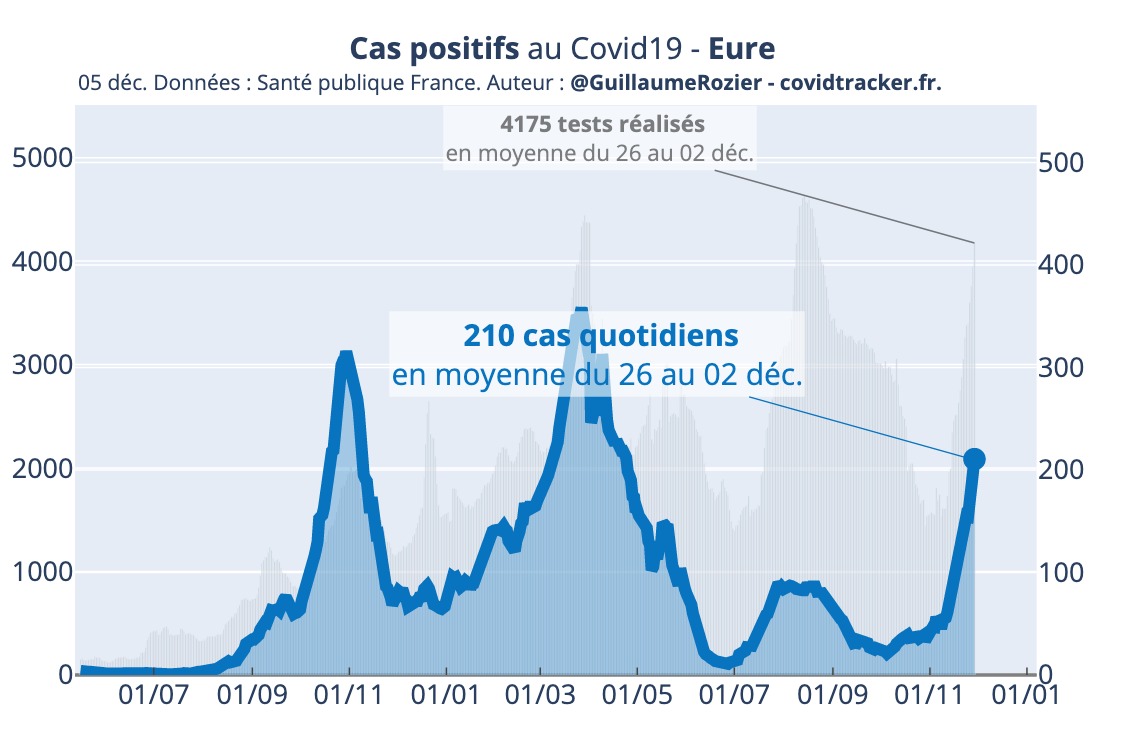 Cas positifs au Covid19 - Eure
05 déc. Données : Santé publique France. Auteur : @GuillaumeRozier - covidtracker.fr.
4175 tests réalisés
en moyenne du 26 au 02 déc.
5000
500
4000
400
210 cas quotidiens
en moyenne du 26 au 02 déc.
3000
300
2000
200
1000
100
0
0
01/07 01/09 01/11 01/01 01/03 01/05 01/07 01/09 01/11 01/01